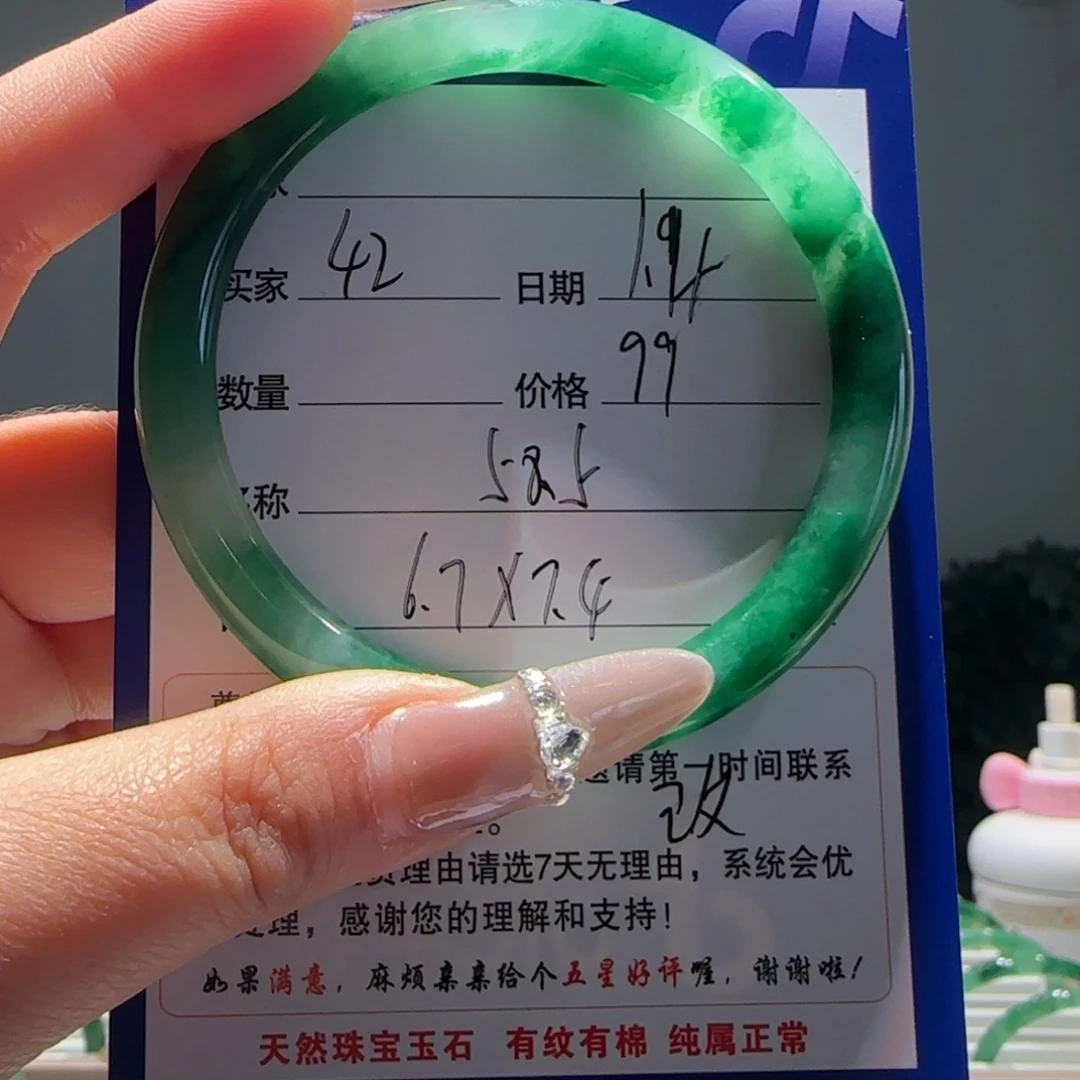 买家 42 日期
数量 价格 99
称 525
6.7X7.4
请第一时间联系
改
理由请选7天无理由，系统会优
处理，感谢您的理解和支持！
如果满意，麻烦亲亲给个五星好评喔，谢谢啦！
天然珠宝玉石 有纹有棉 纯属正常